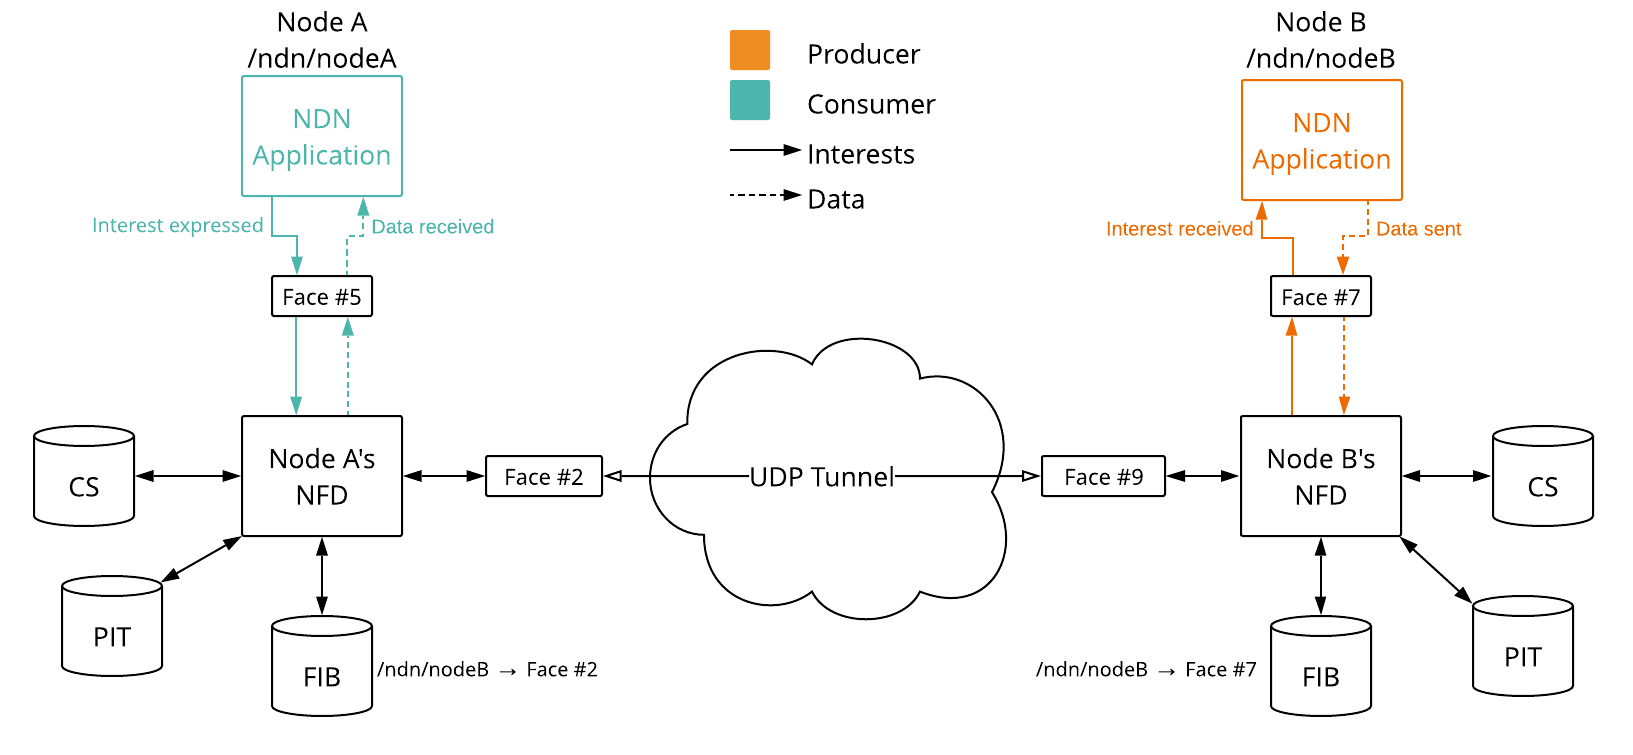 Node A
/ndn/nodeA
NDN
Application
Interest expressed
Data received
Face #5
Node A's
NFD
CS
PIT
FIB
/ndn/nodeB → Face #2
Face #2
Producer
Consumer
Interests
Data
UDP Tunnel
Node B
/ndn/nodeB
NDN
Application
Interest received
Data sent
Face #7
Face #9
Node B's
NFD
CS
PIT
FIB
/ndn/nodeB → Face #7